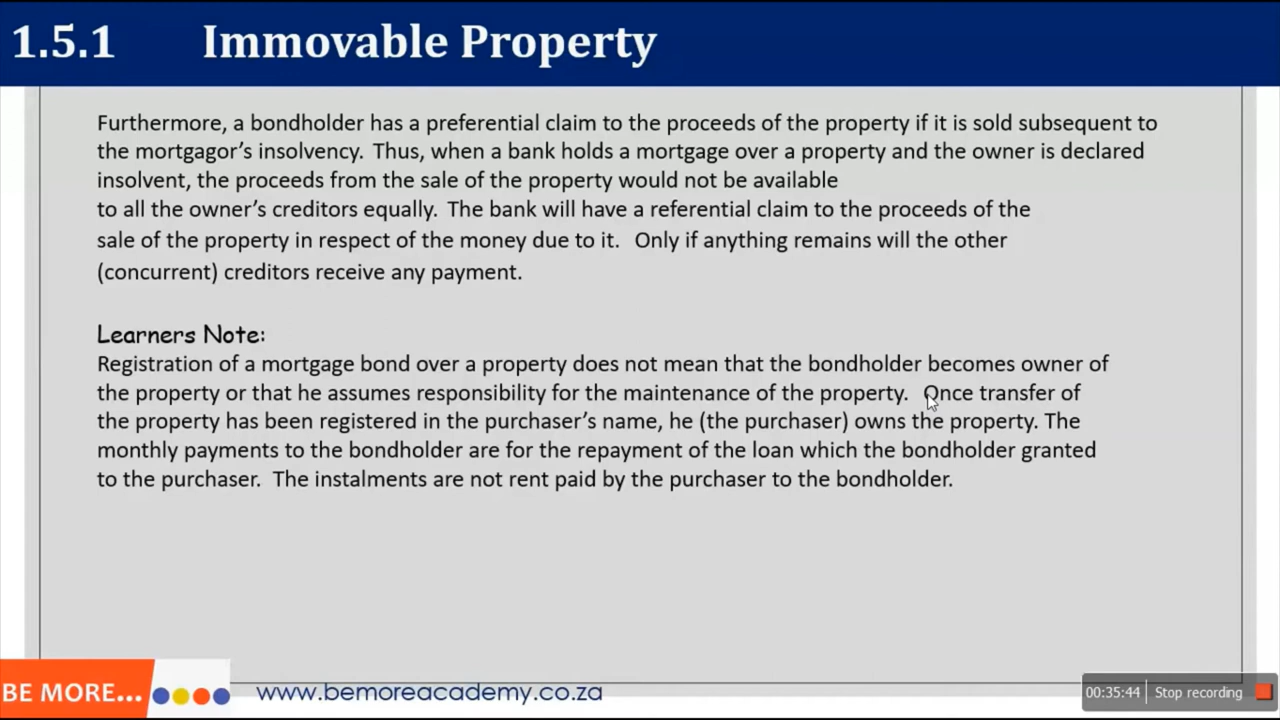 1.5.1 Immovable Property
Furthermore, a bondholder has a preferential claim to the proceeds of the property if it is sold subsequent to
the mortgagor's insolvency. Thus, when a bank holds a mortgage over a property and the owner is declared
insolvent, the proceeds from the sale of the property would not be available
to all the owner's creditors equally. The bank will have a referential claim to the proceeds of the
sale of the property in respect of the money due to it. Only if anything remains will the other
(concurrent) creditors receive any payment.
Learners Note:
Registration of a mortgage bond over a property does not mean that the bondholder becomes owner of
the property or that he assumes responsibility for the maintenance of the property. Once transfer of
the property has been registered in the purchaser's name, he (the purchaser) owns the property. The
monthly payments to the bondholder are for the repayment of the loan which the bondholder granted
to the purchaser. The instalments are not rent paid by the purchaser to the bondholder.
BE MORE... www.bemoreacademy.co.za
00:35:44 Stop recording